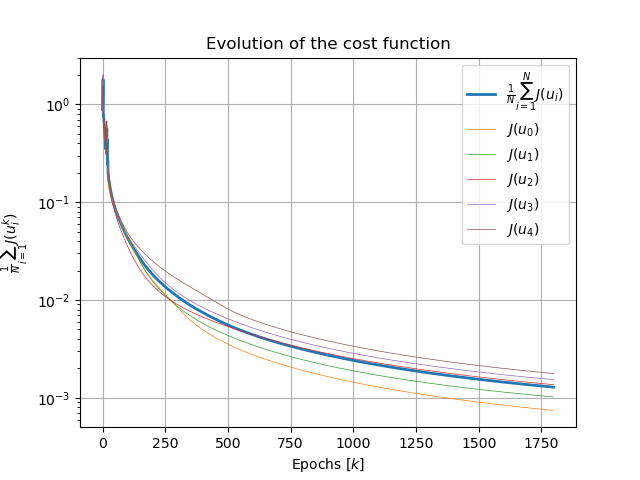 Evolution of the cost function
$\frac{1}{N}\sum_{i=1}^{N} J(u_i)$
$J(u_0)$
$J(u_1)$
$J(u_2)$
$J(u_3)$
$J(u_4)$
$10^0$
$10^{-1}$
$10^{-2}$
$10^{-3}$
$\frac{1}{N}\sum_{i=1}^{N} J(u_i^k)$
0 250 500 750 1000 1250 1500 1750
Epochs [$k$]